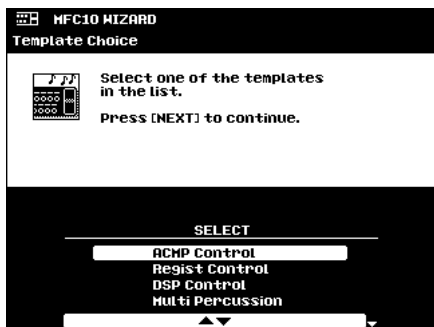 MFC10 WIZARD
Template Choice
Select one of the templates
in the list.
Press [NEXT] to continue.
SELECT
ACMP Control
Regist Control
DSP Control
Multi Percussion